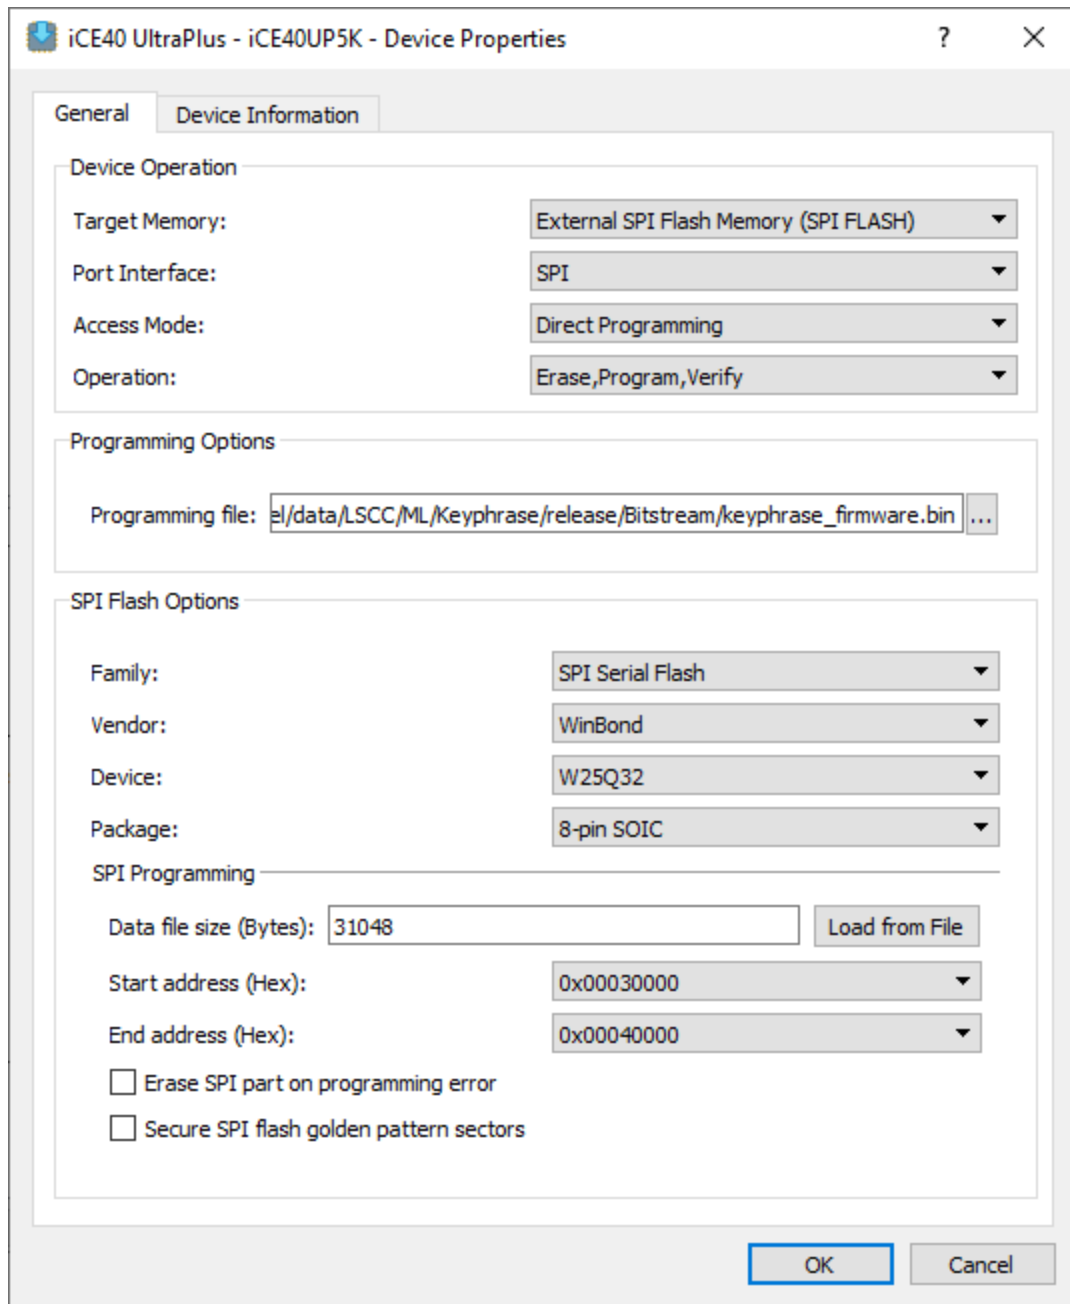 iCE40 UltraPlus - iCE40UP5K - Device Properties ?
General Device Information
Device Operation
Target Memory: External SPI Flash Memory (SPI FLASH)
Port Interface: SPI
Access Mode: Direct Programming
Operation: Erase,Program,Verify
Programming Options
Programming file: el/data/LSCC/ML/Keyphrase/release/Bitstream/keyphrase_firmware.bin ...
SPI Flash Options
Family: SPI Serial Flash
Vendor: WinBond
Device: W25Q32
Package: 8-pin SOIC
SPI Programming
Data file size (Bytes): 31048 Load from File
Start address (Hex): 0x00030000
End address (Hex): 0x00040000
Erase SPI part on programming error
Secure SPI flash golden pattern sectors
OK Cancel